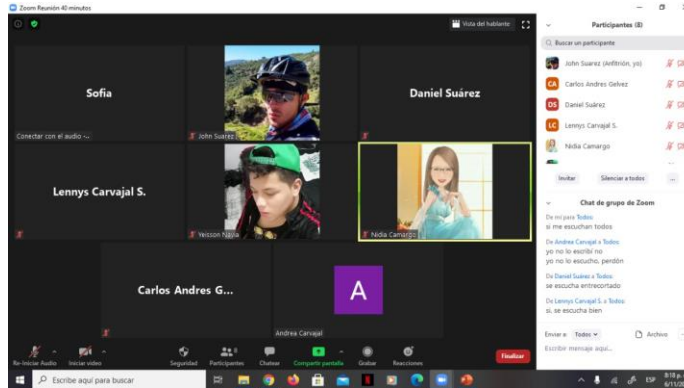 Zoom Reunión 40 minutos
Vista del hablante
Sofia
Conectar con el audio -...
John Suarez
Daniel Suárez
Lennys Carvajal S.
Yeisson Navia
Nidia Camargo
Carlos Andres G...
A
Andrea Carvajal
Re-Iniciar Audio
Iniciar video
Seguridad
Participantes
Chatear
Compartir pantalla
Grabar
Reacciones
Finalizar
Participantes (8)
Buscar un participante
John Suarez (Anfitrión, yo)
CA Carlos Andres Gelvez
DS Daniel Suárez
LC Lennys Carvajal S.
Nidia Camargo
Invitar
Silenciar a todos
...
Chat de grupo de Zoom
De mí para Todos:
si me escuchan todos
De Andrea Carvajal a Todos:
yo no lo escribí no
yo no lo escucho, perdón
De Daniel Suárez a Todos:
se escucha entrecortado
De Lennys Carvajal S. a Todos:
si, se escucha bien
Enviar a: Todos
Archivo
Escribir mensaje aquí...
Escribe aquí para buscar
ESP
8:18 p.